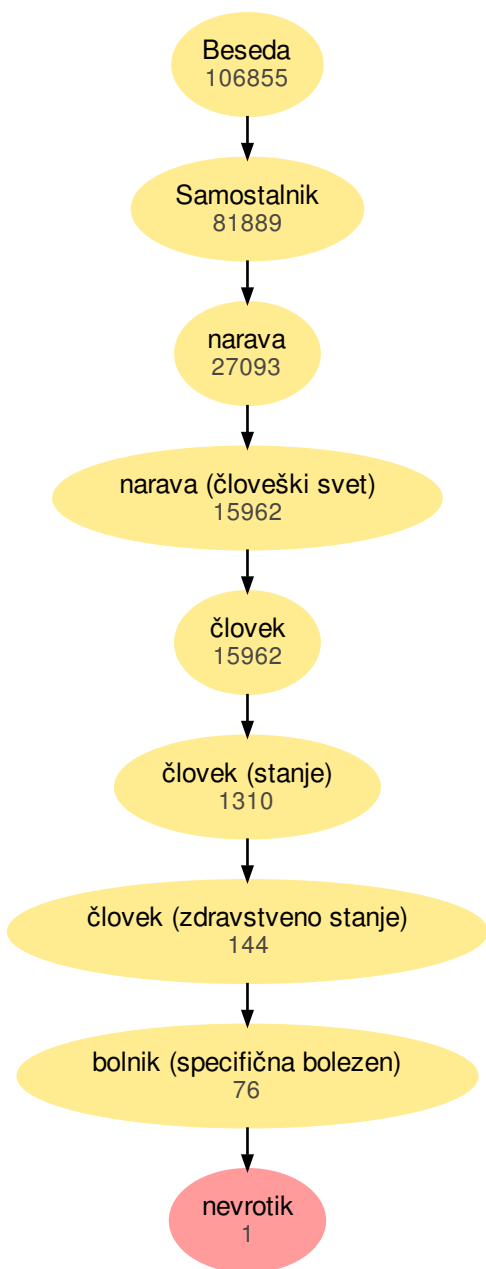 Beseda
106855
Samostalnik
81889
narava
27093
narava (človeški svet)
15962
človek
15962
človek (stanje)
1310
človek (zdravstveno stanje)
144
bolnik (specifična bolezen)
76
nevrotik
1